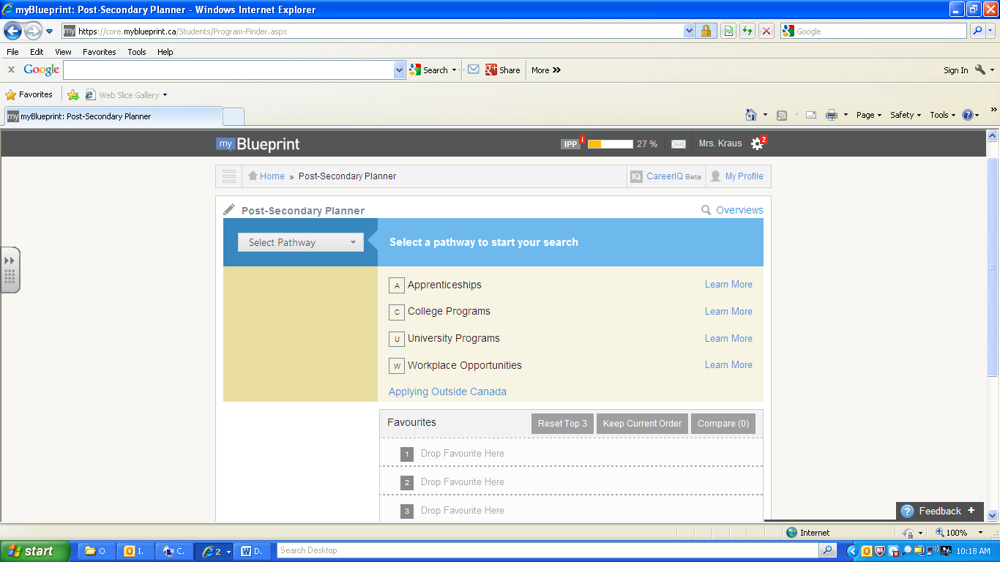 myBlueprint: Post-Secondary Planner - Windows Internet Explorer
my https://core.myblueprint.ca/Students/Program-Finder.aspx Google
File Edit View Favorites Tools Help
x Google Search Share More »» Sign In
Favorites Web Slice Gallery
my myBlueprint: Post-Secondary Planner Page Safety Tools »
my Blueprint IPP i 27 % Mrs. Kraus 2
Home » Post-Secondary Planner IQ CareerIQ Beta My Profile
Post-Secondary Planner Overviews
Select Pathway Select a pathway to start your search
A Apprenticeships Learn More
C College Programs Learn More
U University Programs Learn More
W Workplace Opportunities Learn More
Applying Outside Canada
Favourites Reset Top 3 Keep Current Order Compare (0)
1 Drop Favourite Here
2 Drop Favourite Here
3 Drop Favourite Here
? Feedback +
Internet 100%
start O I. C. 2 D. Search Desktop 10:18 AM